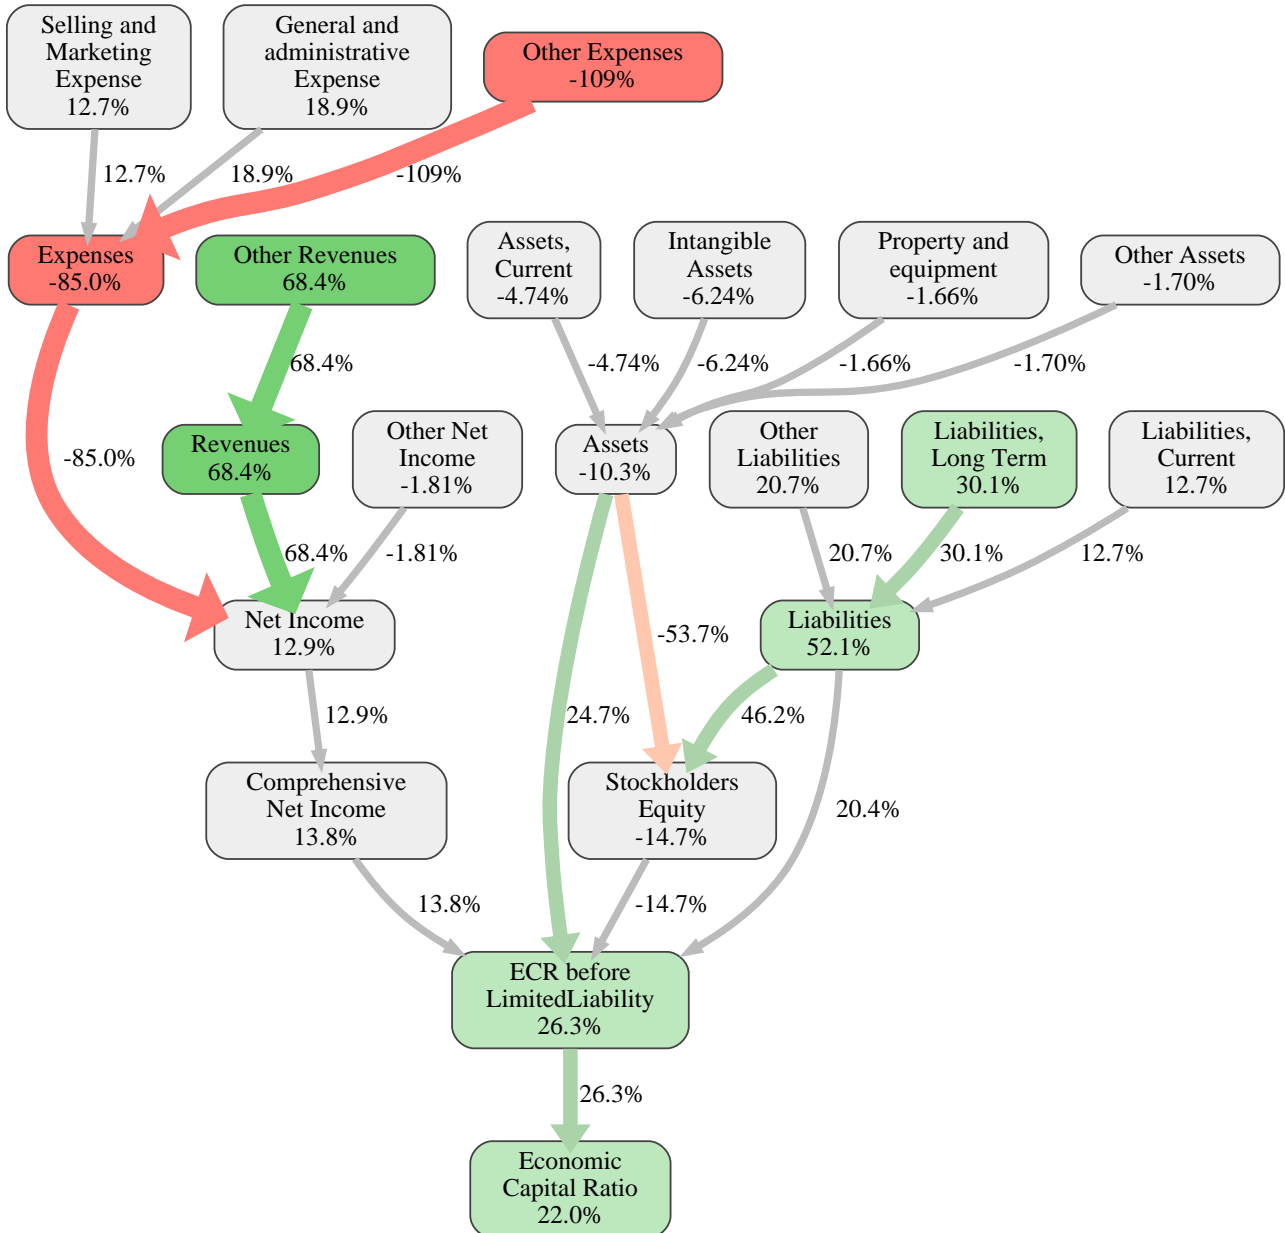 Selling and
Marketing
Expense
12.7%
General and
administrative
Expense
18.9%
Other Expenses
-109%
12.7%
18.9%
-109%
Expenses
-85.0%
Other Revenues
68.4%
Assets,
Current
-4.74%
Intangible
Assets
-6.24%
Property and
equipment
-1.66%
Other Assets
-1.70%
68.4%
-4.74%
-6.24%
-1.66%
-1.70%
-85.0%
Revenues
68.4%
Other Net
Income
-1.81%
Assets
-10.3%
Other
Liabilities
20.7%
Liabilities,
Long Term
30.1%
Liabilities,
Current
12.7%
68.4%
-1.81%
20.7%
30.1%
12.7%
Net Income
12.9%
-53.7%
Liabilities
52.1%
12.9%
24.7%
46.2%
Comprehensive
Net Income
13.8%
Stockholders
Equity
-14.7%
20.4%
13.8%
-14.7%
ECR before
LimitedLiability
26.3%
26.3%
Economic
Capital Ratio
22.0%